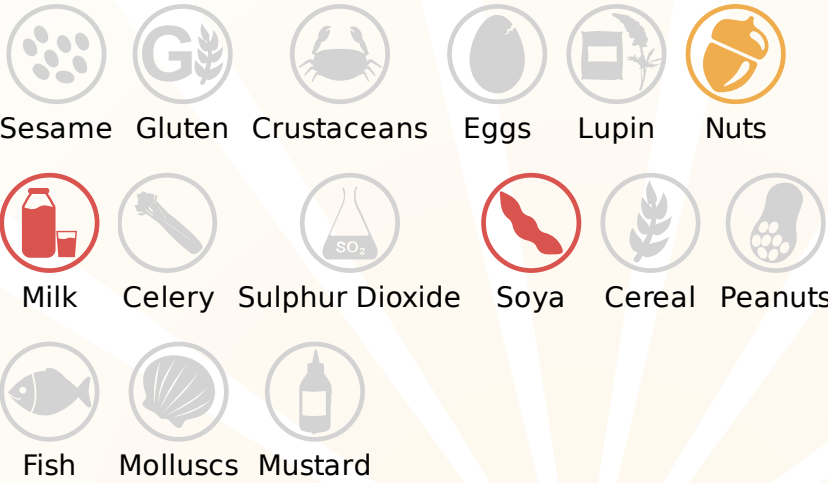 G
Sesame Gluten Crustaceans Eggs Lupin Nuts
SO₂
Milk Celery Sulphur Dioxide Soya Cereal Peanuts
Fish Molluscs Mustard